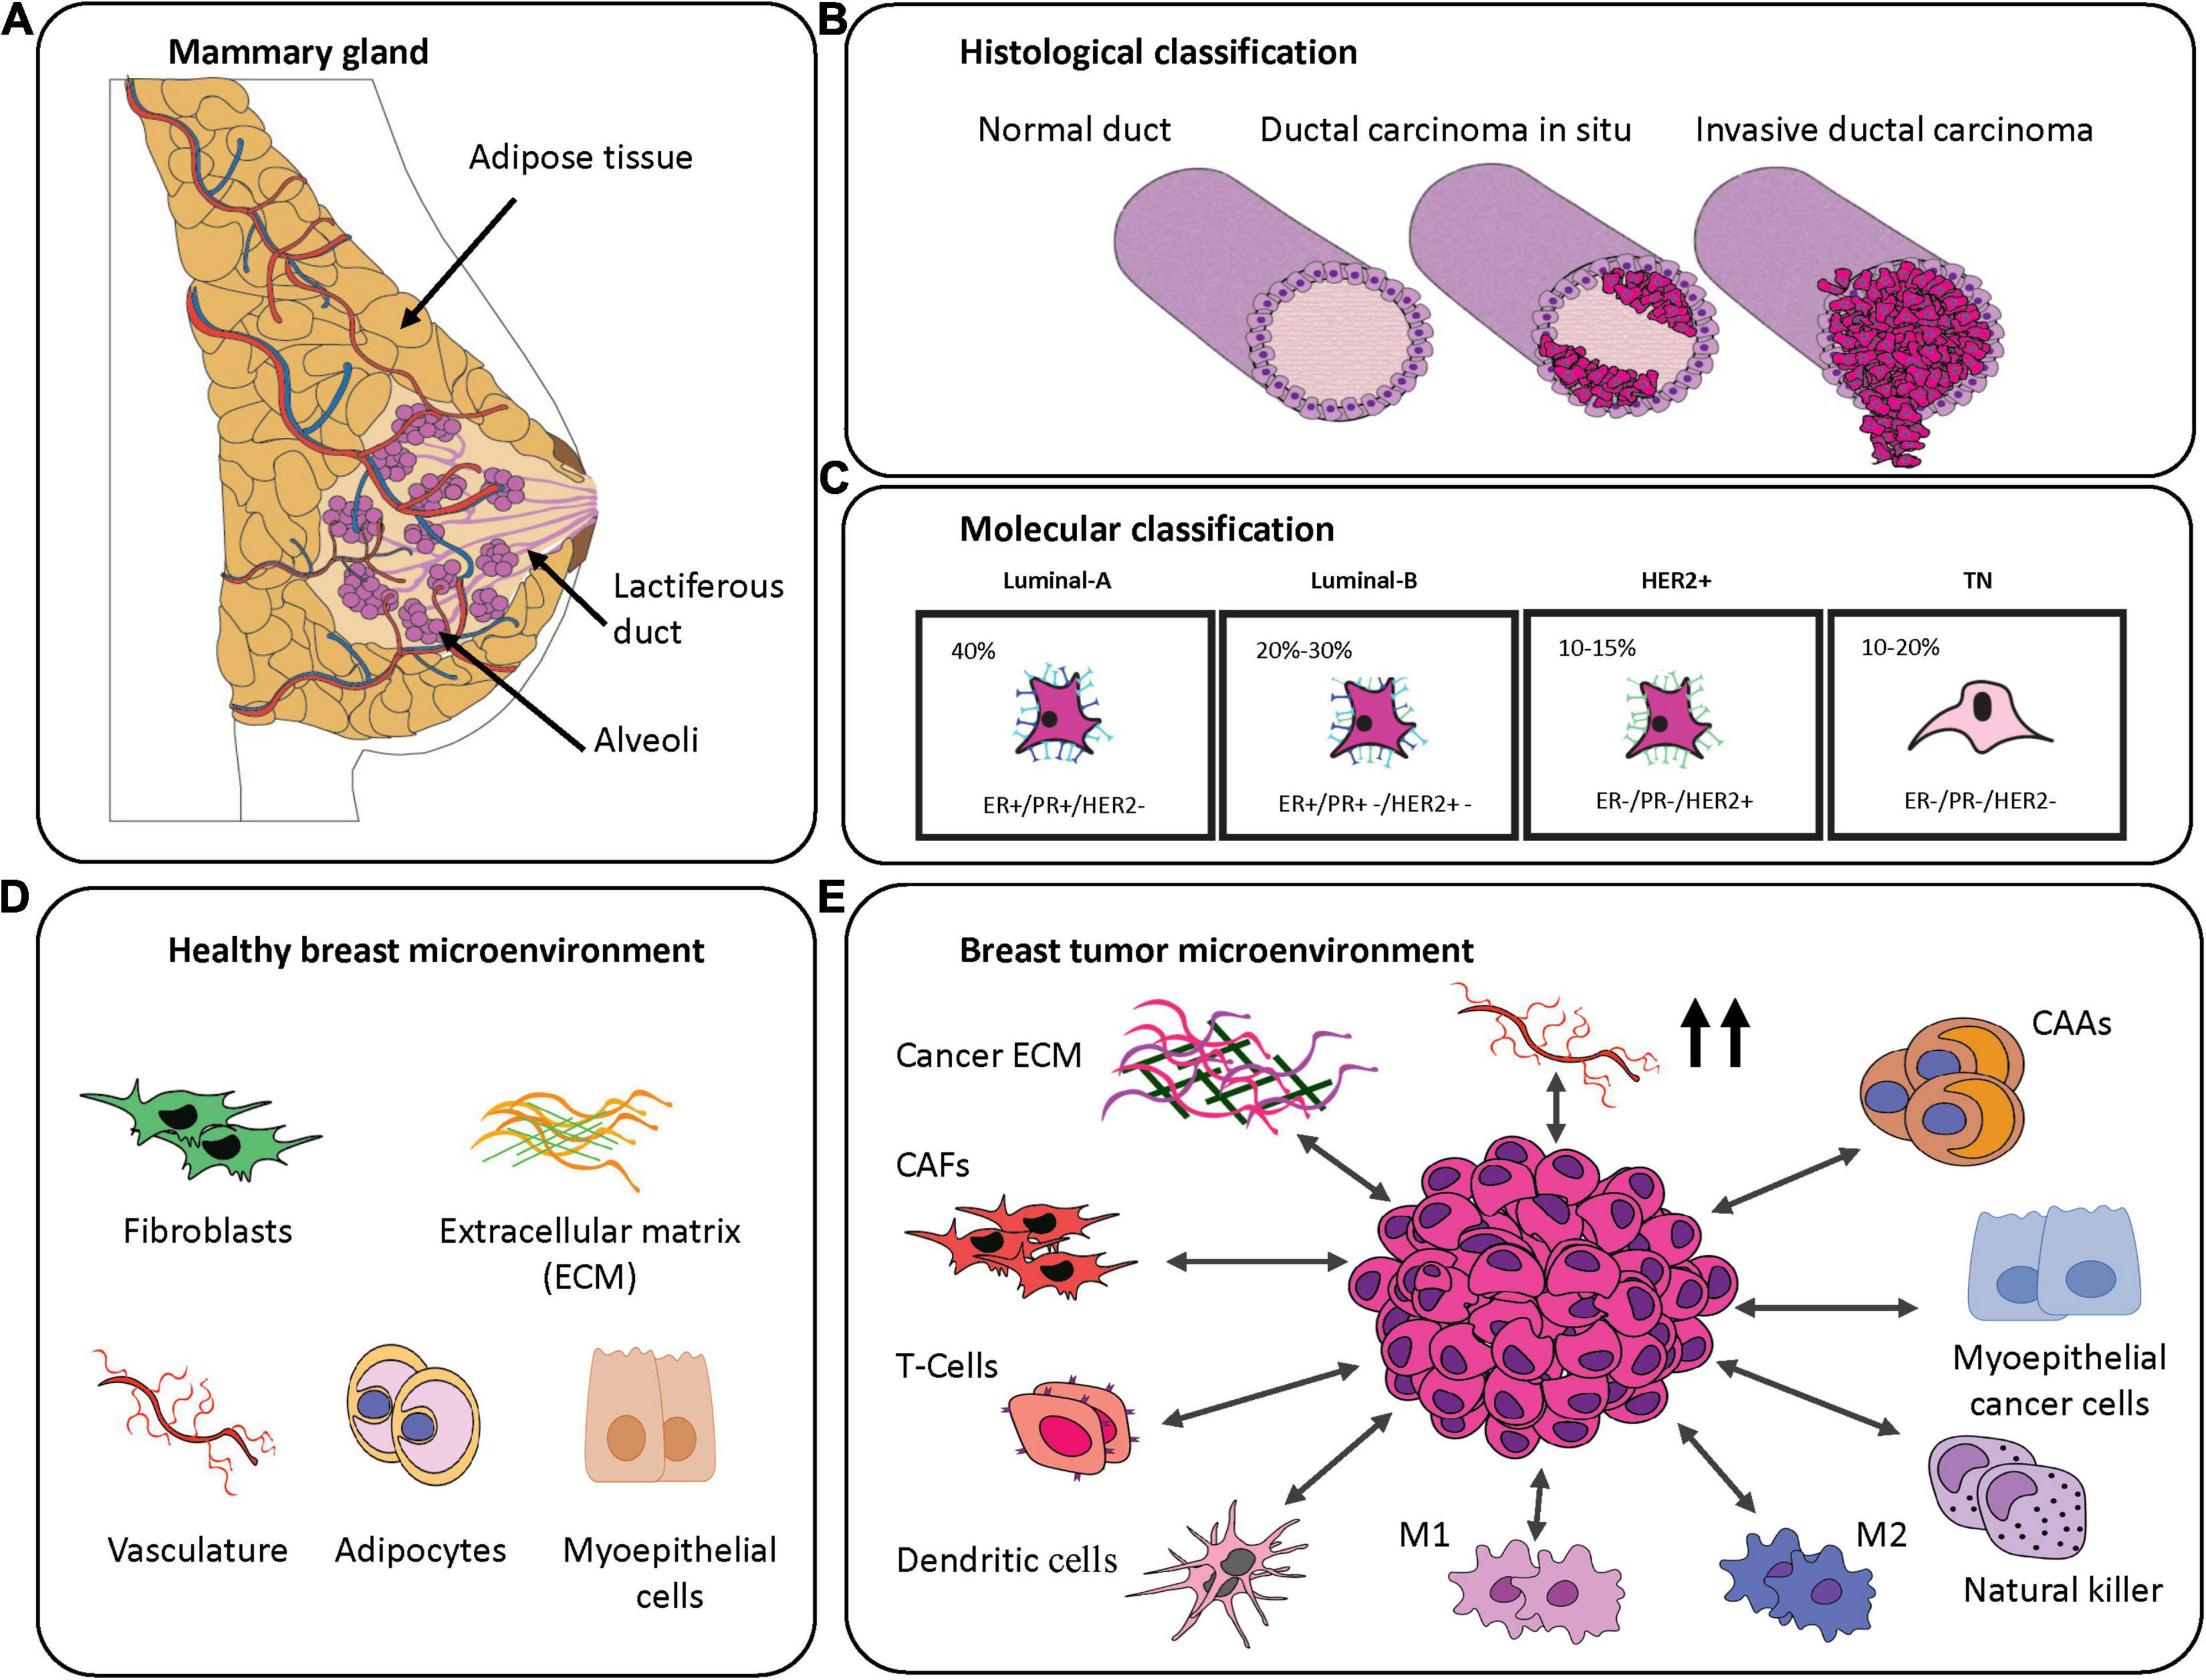 A
Mammary gland
Adipose tissue
Lactiferous
duct
Alveoli
B
Histological classification
Normal duct
Ductal carcinoma in situ
Invasive ductal carcinoma
C
Molecular classification
Luminal-A
Luminal-B
HER2+
TN
40%
20%-30%
10-15%
10-20%
ER+/PR+/HER2-
ER+/PR+ -/HER2+ -
ER-/PR-/HER2+
ER-/PR-/HER2-
D
Healthy breast microenvironment
Fibroblasts
Extracellular matrix
(ECM)
Vasculature
Adipocytes
Myoepithelial
cells
E
Breast tumor microenvironment
Cancer ECM
CAAs
CAFs
T-Cells
Myoepithelial
cancer cells
Dendritic cells
M1
M2
Natural killer